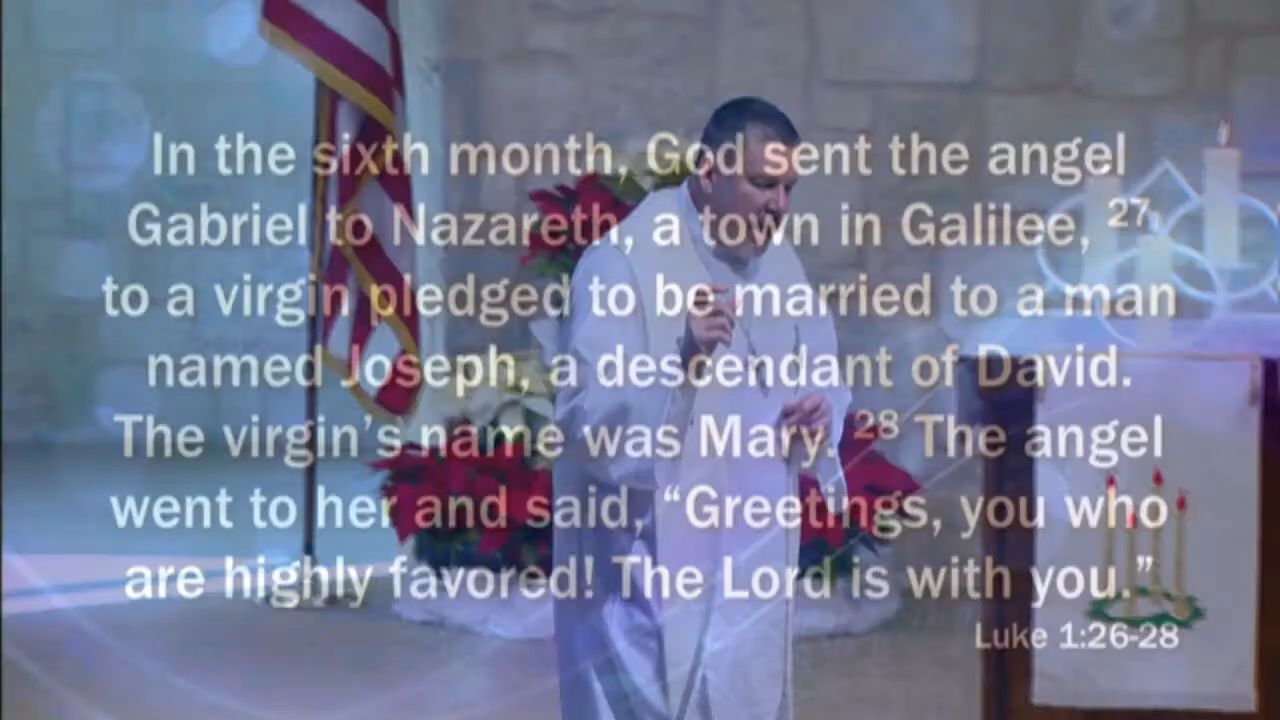 In the sixth month, God sent the angel
Gabriel to Nazareth, a town in Galilee, 27
to a virgin pledged to be married to a man
named Joseph, a descendant of David.
The virgin’s name was Mary. 28 The angel
went to her and said, “Greetings, you who
are highly favored! The Lord is with you.”
Luke 1:26-28